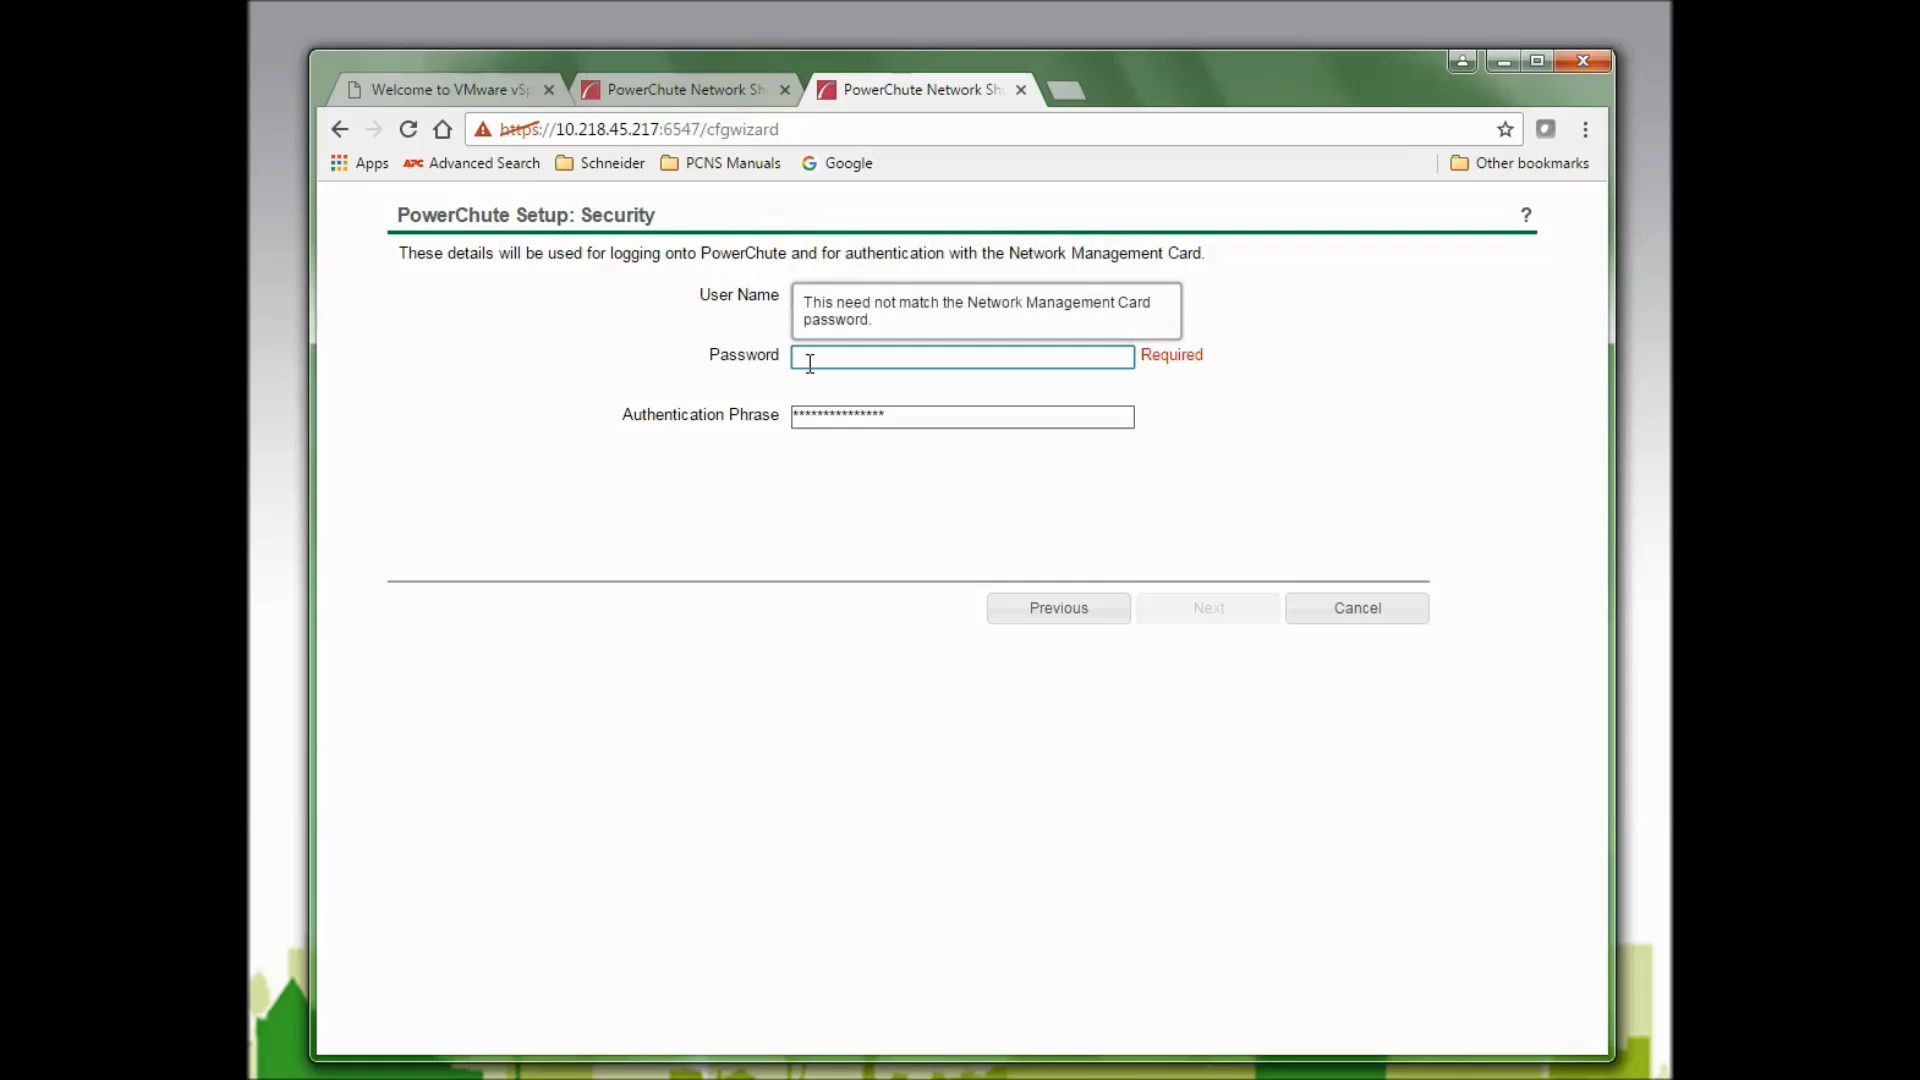 Welcome to VMware vSp
PowerChute Network Sh
PowerChute Network Sh
https://10.218.45.217:6547/cfgwizard
Apps
APC Advanced Search
Schneider
PCNS Manuals
G Google
Other bookmarks
PowerChute Setup: Security
?
These details will be used for logging onto PowerChute and for authentication with the Network Management Card.
User Name
This need not match the Network Management Card
password.
Password
Required
Authentication Phrase
***************
Previous
Next
Cancel